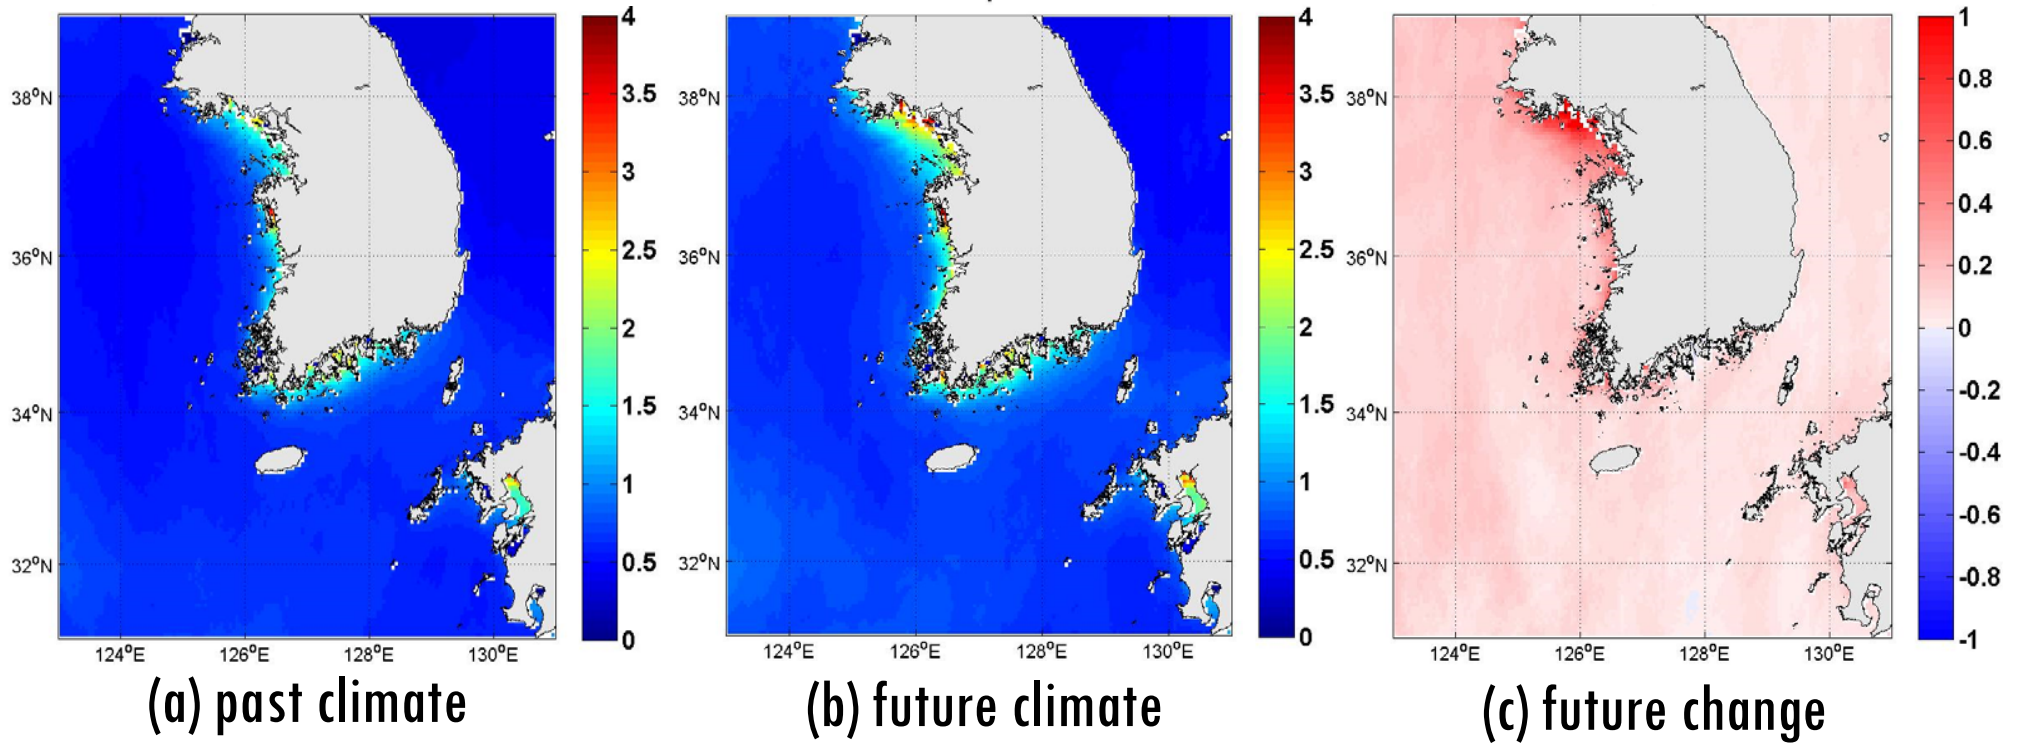 4
3.5
3
2.5
2
1.5
1
0.5
0
38°N
36°N
34°N
32°N
124°E
126°E
128°E
130°E
(a) past climate
4
3.5
3
2.5
2
1.5
1
0.5
0
38°N
36°N
34°N
32°N
124°E
126°E
128°E
130°E
(b) future climate
1
0.8
0.6
0.4
0.2
0
-0.2
-0.4
-0.6
-0.8
-1
38°N
36°N
34°N
32°N
124°E
126°E
128°E
130°E
(c) future change